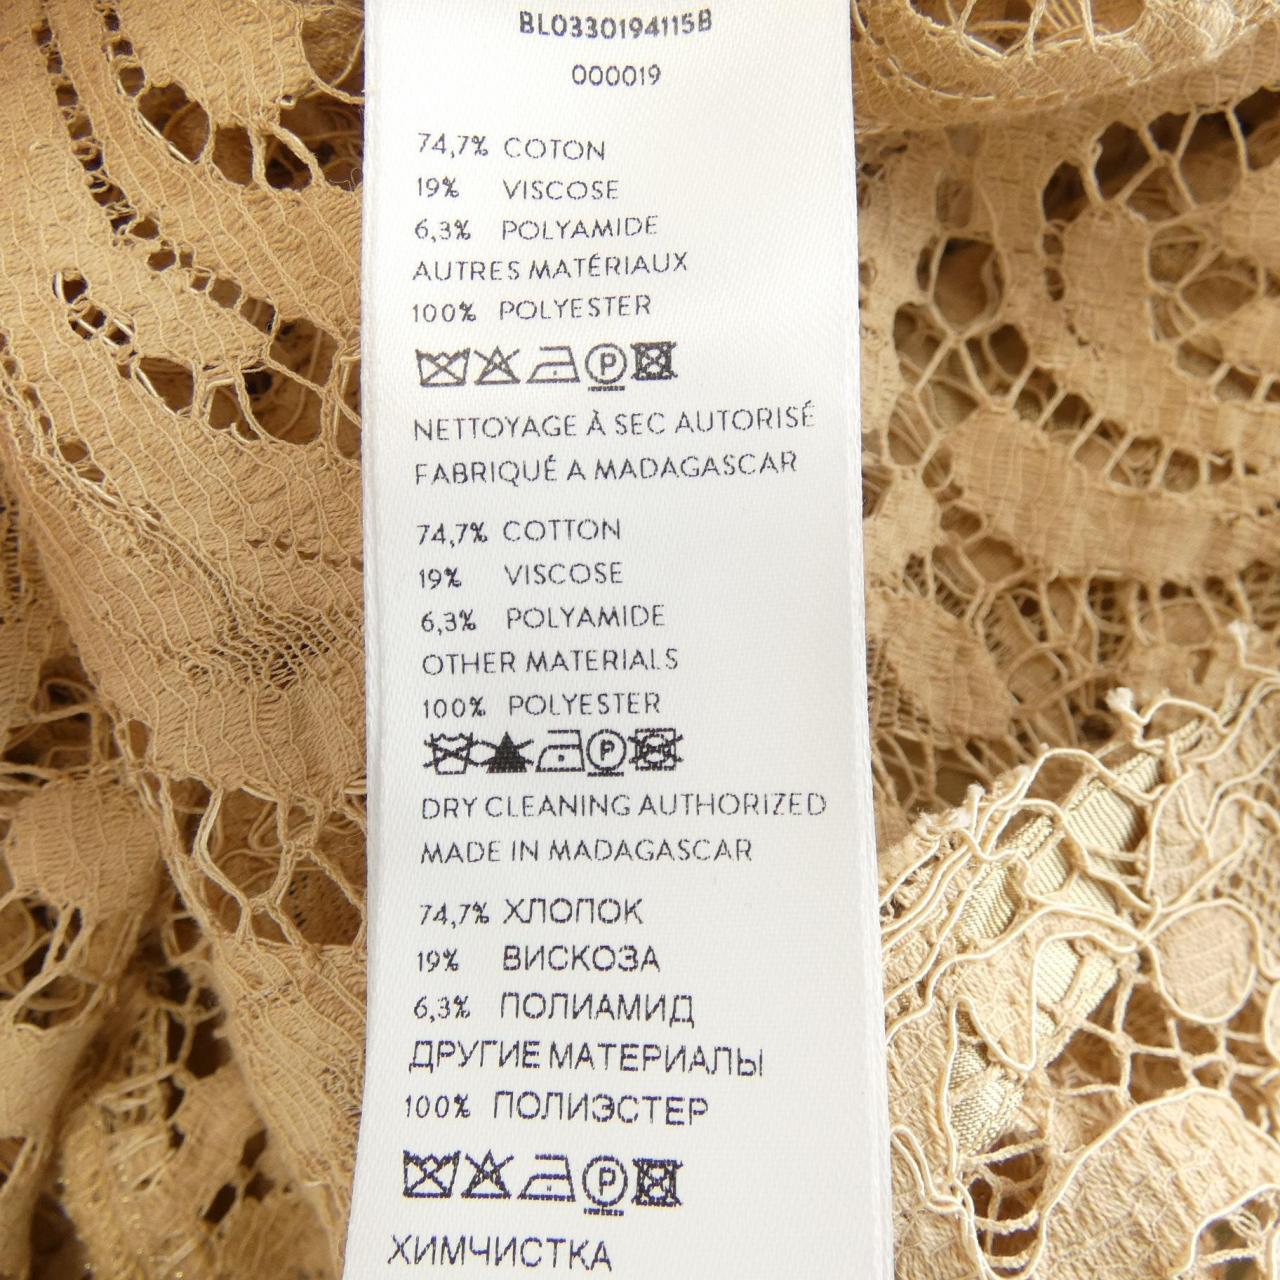 BL0330194115B
000019
74,7% COTON
19% VISCOSE
6,3% POLYAMIDE
AUTRES MATÉRIAUX
100% POLYESTER
P
NETTOYAGE À SEC AUTORISÉ
FABRIQUÉ A MADAGASCAR
74,7% COTTON
19% VISCOSE
6,3% POLYAMIDE
OTHER MATERIALS
100% POLYESTER
P
DRY CLEANING AUTHORIZED
MADE IN MADAGASCAR
74,7% ХЛОПОК
19% ВИСКОЗА
6,3% ПОЛИАМИД
ДРУГИЕ МАТЕРИАЛЫ
100% ПОЛИЭСТЕР
P
ХИМЧИСТКА